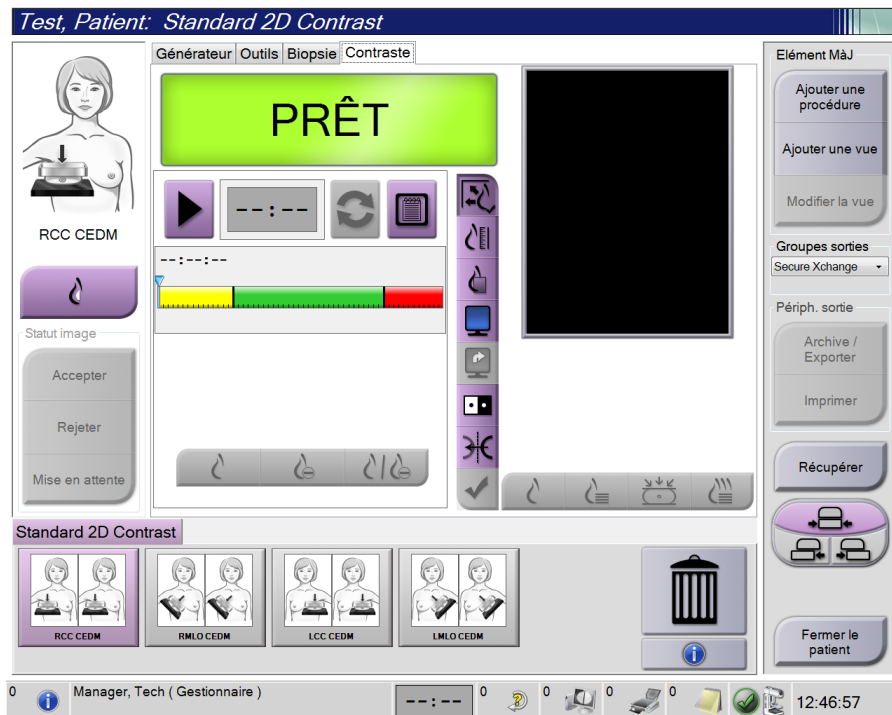 Test, Patient: Standard 2D Contrast
Générateur Outils Biopsie Contraste
PRÊT
--:--
--:--:--
RCC CEDM
Statut image
Accepter
Rejeter
Mise en attente
Elément MàJ
Ajouter une
procédure
Ajouter une vue
Modifier la vue
Groupes sorties
Secure Xchange
Périph. sortie
Archive /
Exporter
Imprimer
Récupérer
Fermer le
patient
Standard 2D Contrast
RCC CEDM
RMLO CEDM
LCC CEDM
LMLO CEDM
0 Manager, Tech ( Gestionnaire ) --:-- 0 0 0 0 12:46:57